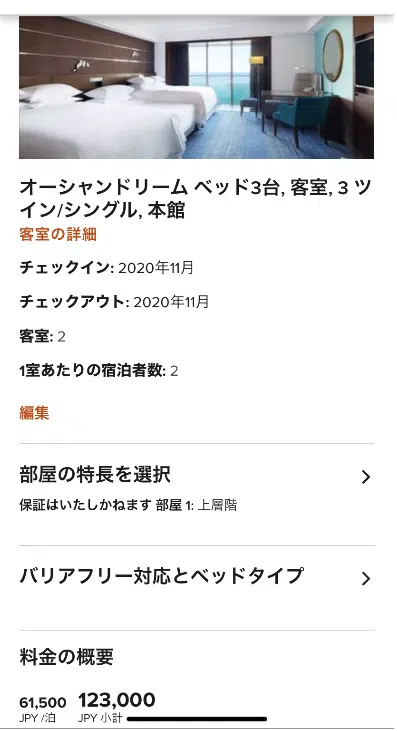 オーシャンドリーム ベッド3台, 客室, 3 ツ
イン/シングル, 本館
客室の詳細
チェックイン: 2020年11月
チェックアウト: 2020年11月
客室: 2
1室あたりの宿泊者数: 2
編集
部屋の特長を選択
保証はいたしかねます 部屋 1: 上層階
バリアフリー対応とベッドタイプ
料金の概要
61,500 123,000
JPY /泊 JPY 小計